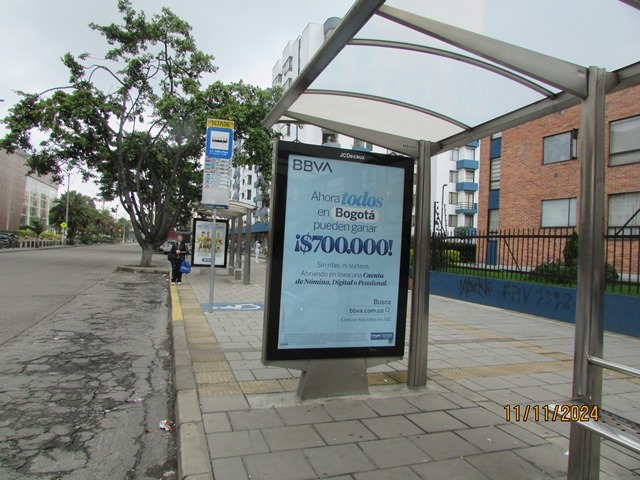 743A06
JCDecaux
BBVA
Ahora todos
en Bogotá
pueden ganar
¡$700.000!
Sin rifas, ni sorteos.
Abriendo en línea una Cuenta
de Nómina, Digital o Pensional.
Busca
bbva.com.co
11/11/2024